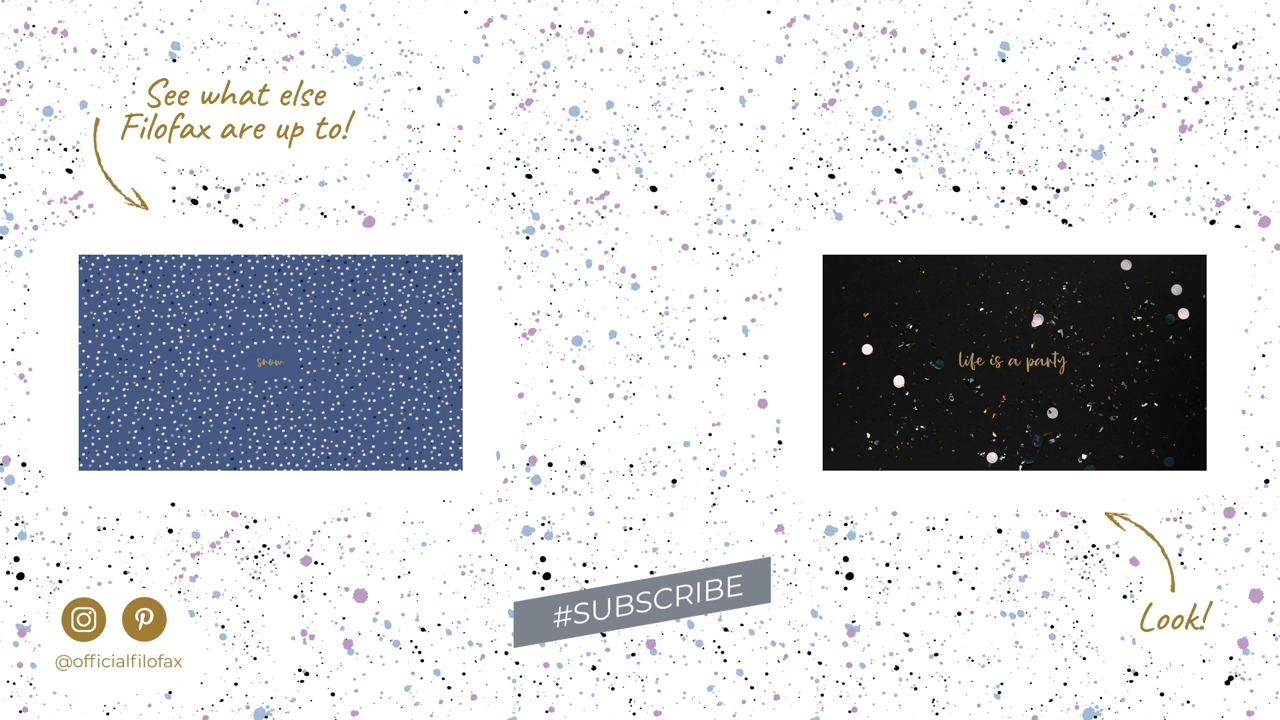 See what else
Filofax are up to!
snow
life is a party
#SUBSCRIBE
Look!
@officialfilofax